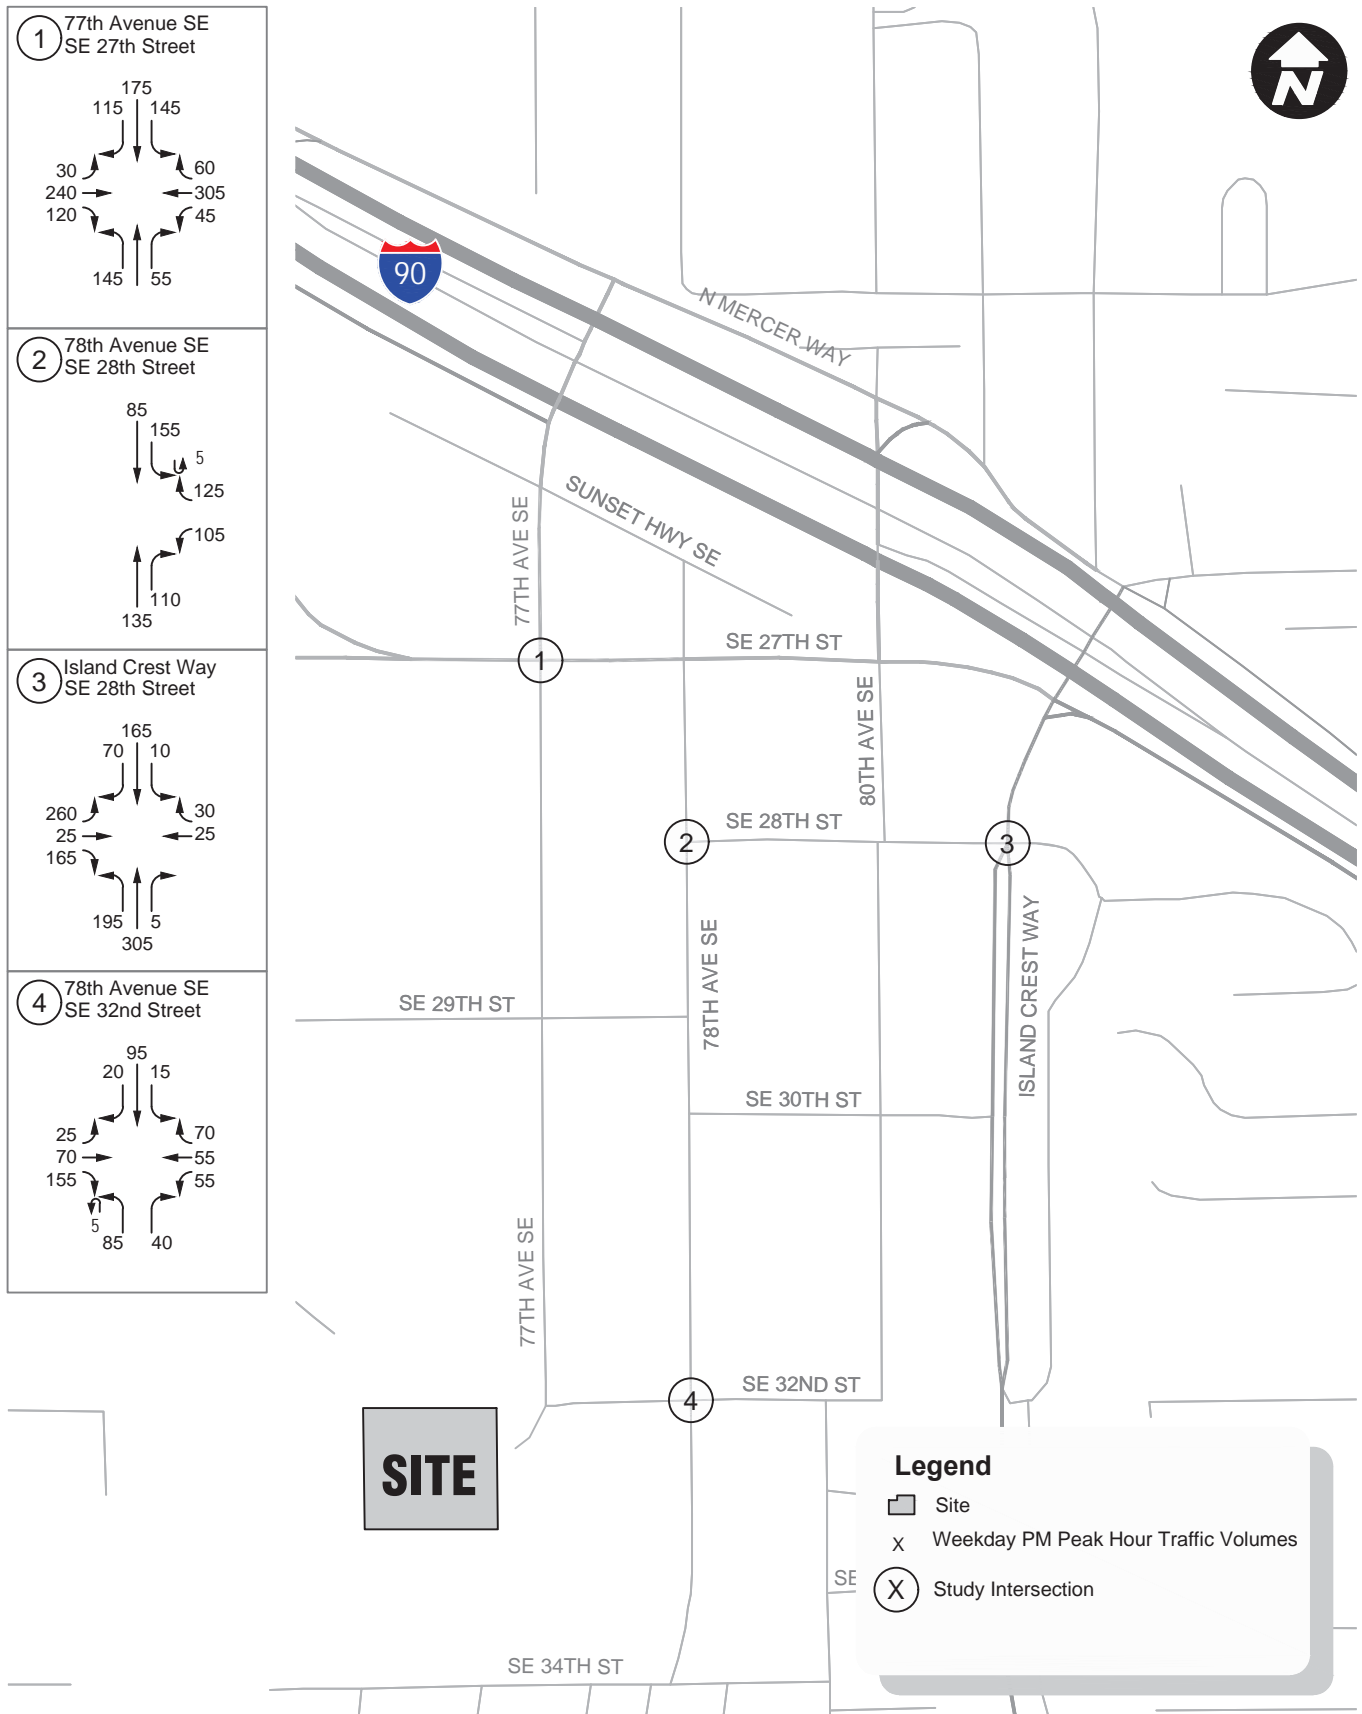 1
77th Avenue SE
SE 27th Street
175
115
145
30
60
240
305
120
45
145
55
2
78th Avenue SE
SE 28th Street
85
155
5
125
105
110
135
3
Island Crest Way
SE 28th Street
165
70
10
260
30
25
25
165
195
5
305
4
78th Avenue SE
SE 32nd Street
95
20
15
25
70
70
55
155
55
5
85
40
N
90
N MERCER WAY
SUNSET HWY SE
77TH AVE SE
SE 27TH ST
1
80TH AVE SE
SE 28TH ST
2
3
78TH AVE SE
ISLAND CREST WAY
SE 29TH ST
SE 30TH ST
77TH AVE SE
SE 32ND ST
4
SITE
SE
SE 34TH ST
Legend
Site
X Weekday PM Peak Hour Traffic Volumes
X Study Intersection